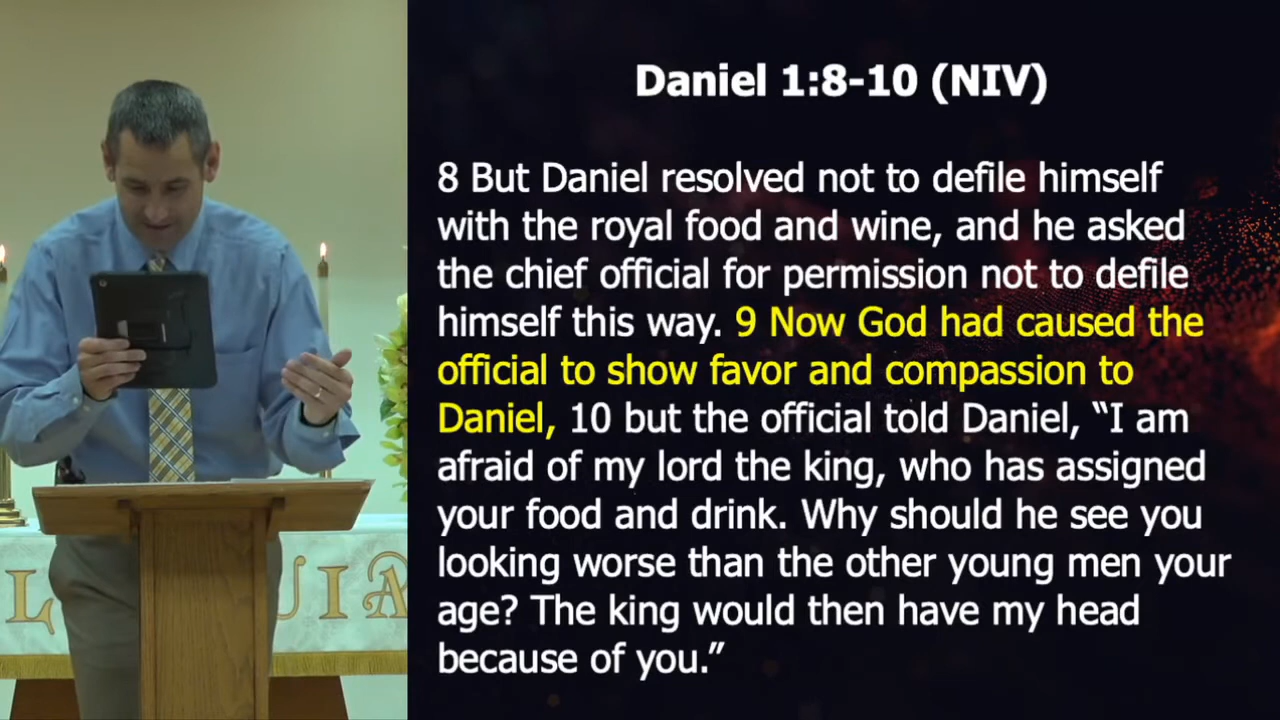 Daniel 1:8-10 (NIV)
8 But Daniel resolved not to defile himself
with the royal food and wine, and he asked
the chief official for permission not to defile
himself this way. 9 Now God had caused the
official to show favor and compassion to
Daniel, 10 but the official told Daniel, “I am
afraid of my lord the king, who has assigned
your food and drink. Why should he see you
looking worse than the other young men your
age? The king would then have my head
because of you.”
L UIA